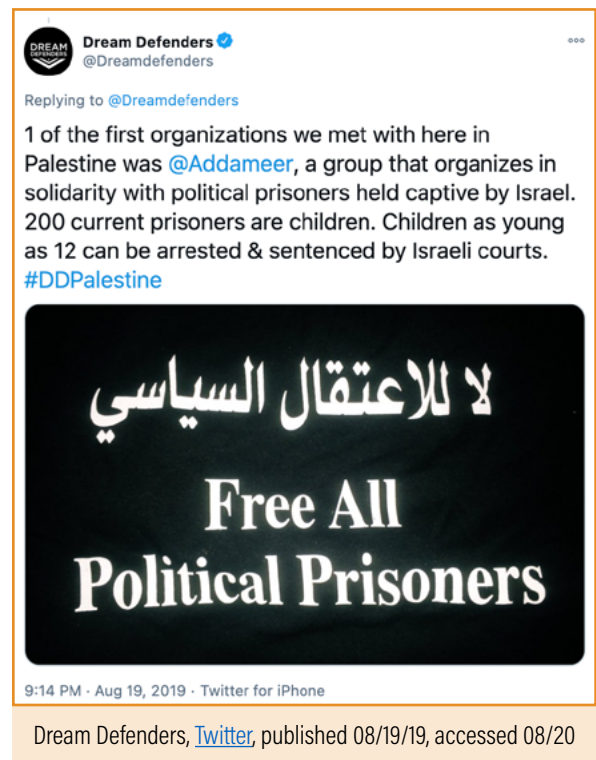 DREAM
DEFENDERS
Dream Defenders
@Dreamdefenders
Replying to @Dreamdefenders
1 of the first organizations we met with here in
Palestine was @Addameer, a group that organizes in
solidarity with political prisoners held captive by Israel.
200 current prisoners are children. Children as young
as 12 can be arrested & sentenced by Israeli courts.
#DDPalestine
لا للاعتقال السياسي
Free All
Political Prisoners
9:14 PM · Aug 19, 2019 · Twitter for iPhone
Dream Defenders, Twitter, published 08/19/19, accessed 08/20